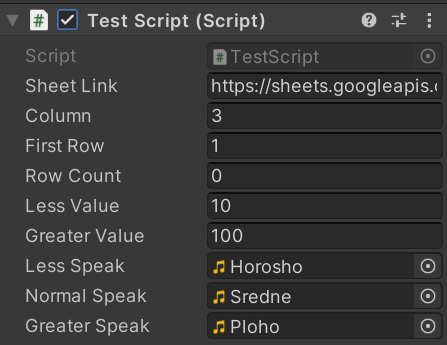 Test Script (Script)
Script TestScript
Sheet Link https://sheets.googleapis.
Column 3
First Row 1
Row Count 0
Less Value 10
Greater Value 100
Less Speak Horosho
Normal Speak Sredne
Greater Speak Ploho